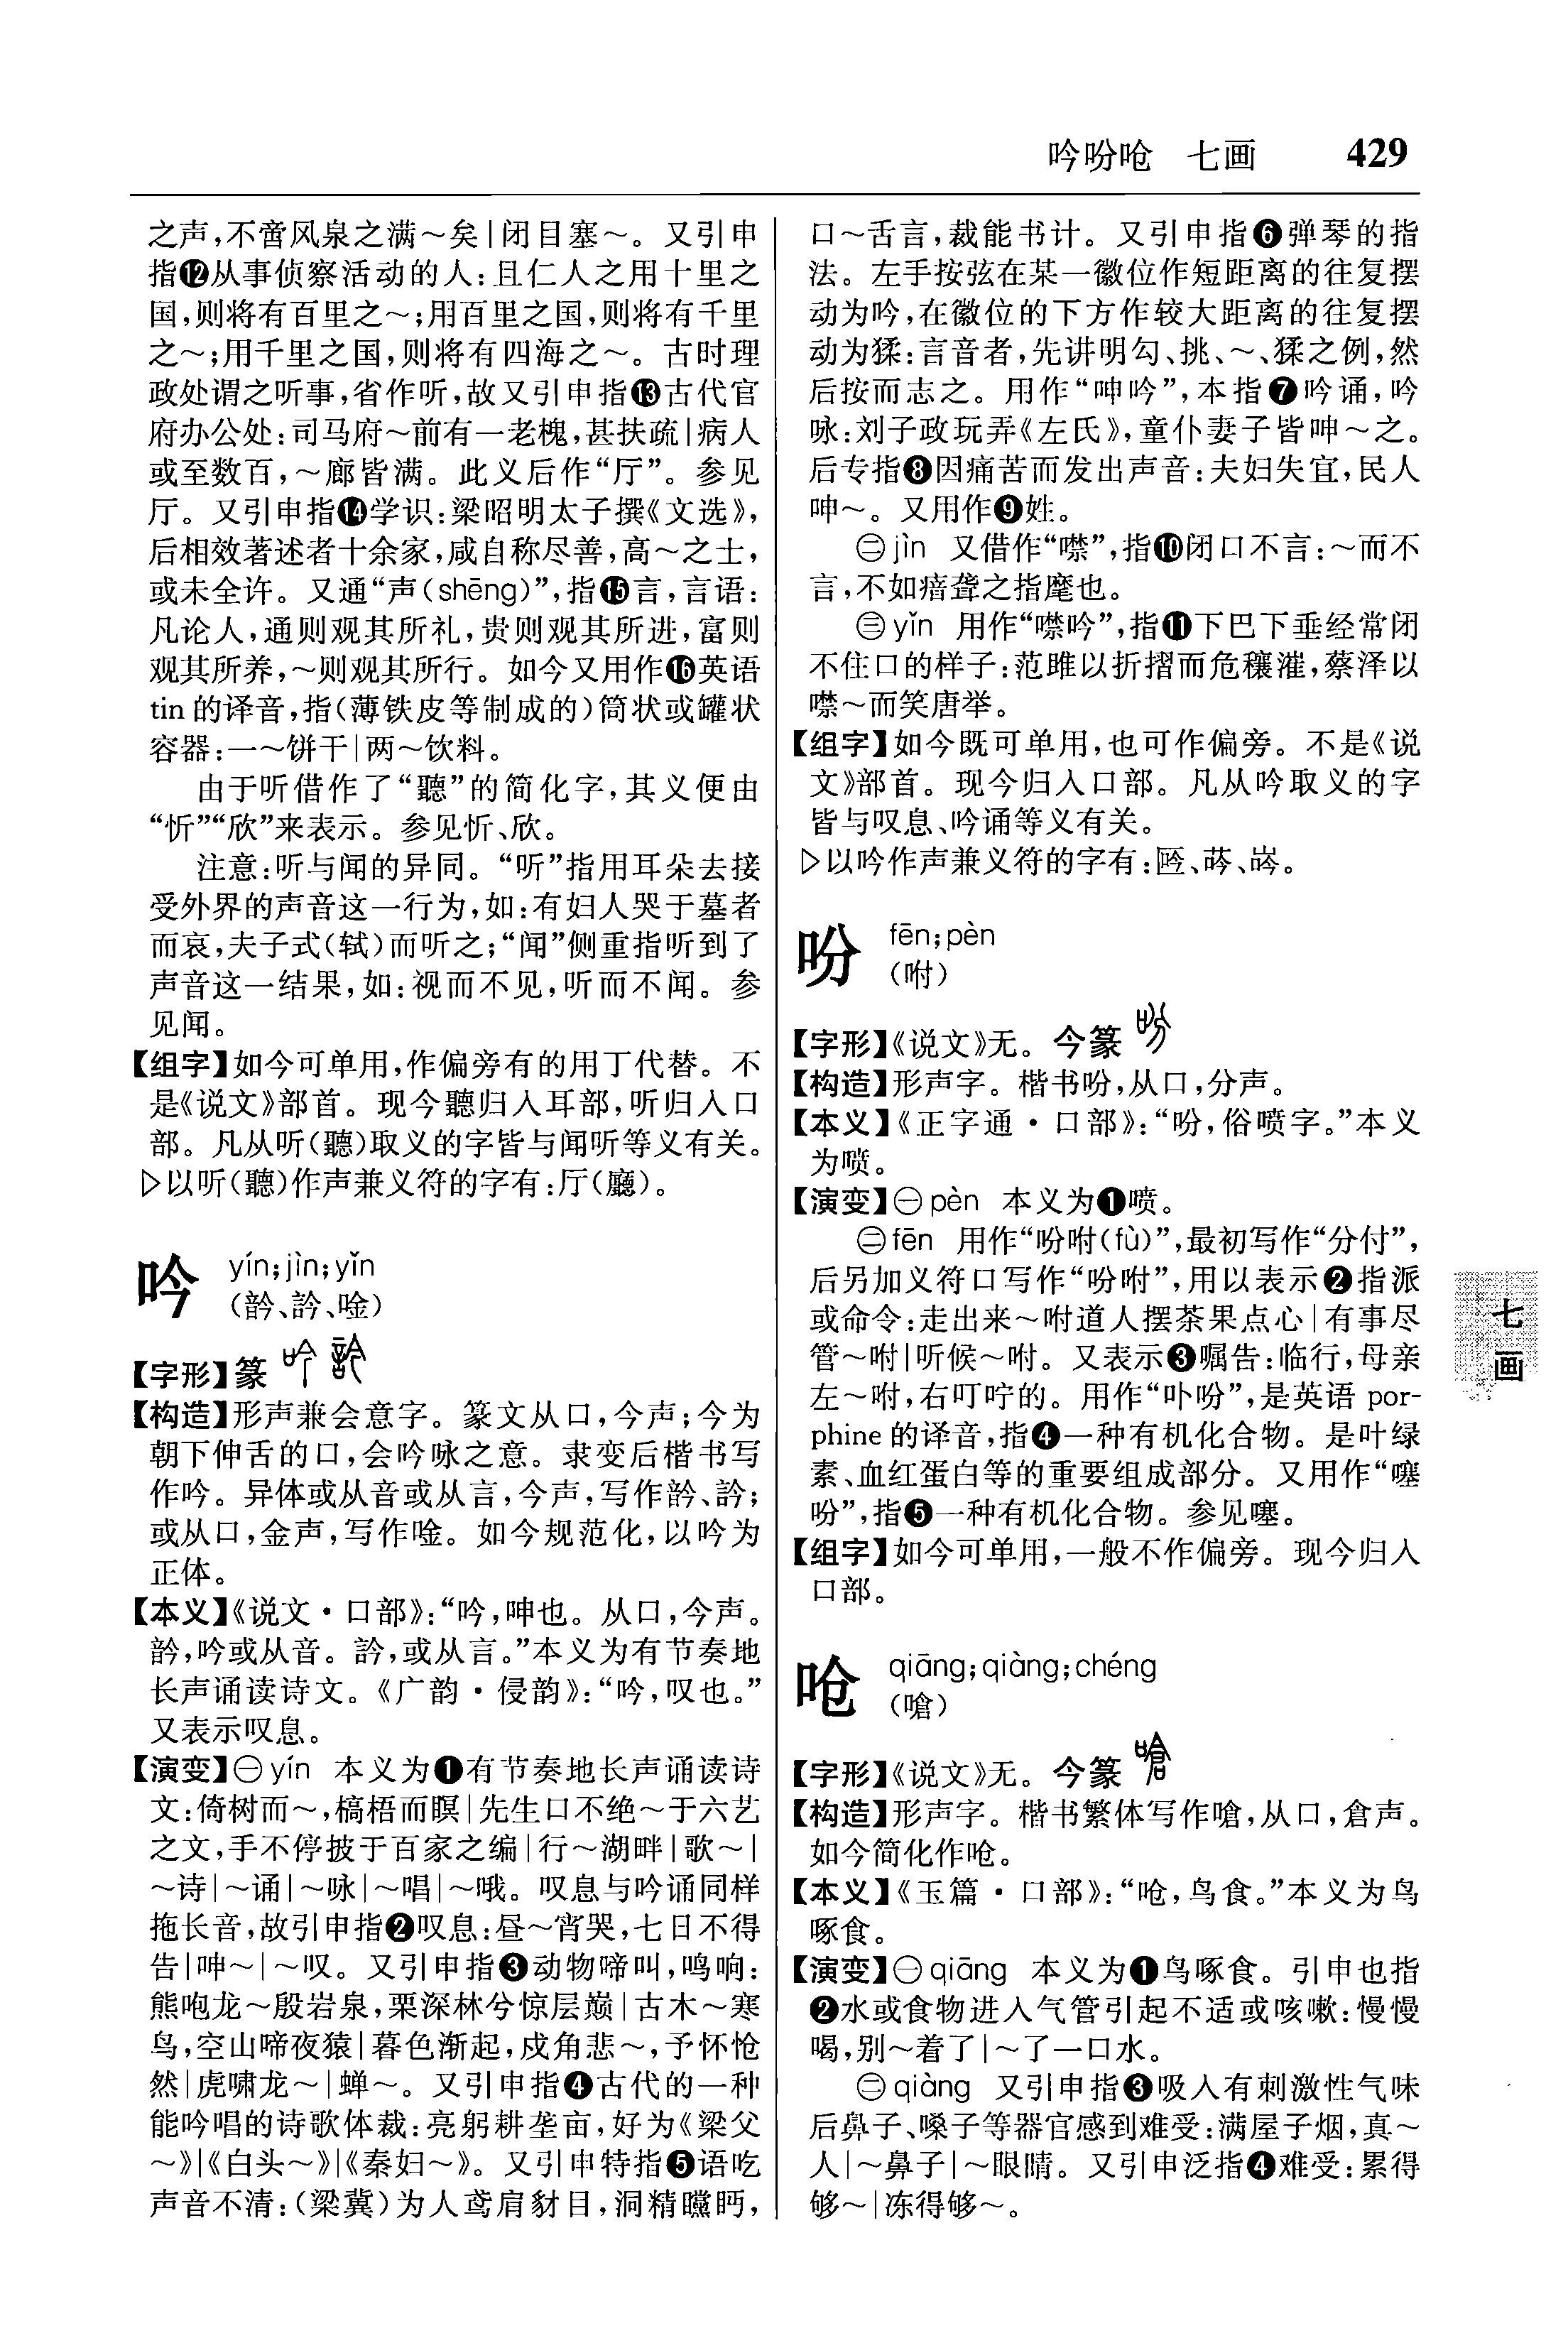 吟吩呛 七画 429
之声,不啻风泉之满～矣|闭目塞～。又引申
指⓬从事侦察活动的人:且仁人之用十里之
国,则将有百里之～;用百里之国,则将有千里
之～;用千里之国,则将有四海之～。古时理
政处谓之听事,省作听,故又引申指⓭古代官
府办公处:司马府～前有一老槐,甚扶疏|病人
或至数百,～廊皆满。此义后作“厅”。参见
厅。又引申指⓮学识:梁昭明太子撰《文选》,
后相效著述者十余家,咸自称尽善,高～之士,
或未全许。又通“声(shēng)”,指⓯言,言语:
凡论人,通则观其所礼,贵则观其所进,富则
观其所养,～则观其所行。如今又用作⓰英语
tin的译音,指(薄铁皮等制成的)筒状或罐状
容器:一～饼干|两～饮料。
由于听借作了“聽”的简化字,其义便由
“忻”“欣”来表示。参见忻、欣。
注意:听与闻的异同。“听”指用耳朵去接
受外界的声音这一行为,如:有妇人哭于墓者
而哀,夫子式(轼)而听之;“闻”侧重指听到了
声音这一结果,如:视而不见,听而不闻。参
见闻。
【组字】如今可单用,作偏旁有的用丁代替。不
是《说文》部首。现今聽归入耳部,听归入口
部。凡从听(聽)取义的字皆与闻听等义有关。
▷以听(聽)作声兼义符的字有:厅(廳)。
吟 yín;jìn;yǐn
(䪩、訡、唫)
【字形】篆
【构造】形声兼会意字。篆文从口,今声;今为
朝下伸舌的口,会吟咏之意。隶变后楷书写
作吟。异体或从音或从言,今声,写作䪩、訡;
或从口,金声,写作唫。如今规范化,以吟为
正体。
【本义】《说文·口部》:“吟,呻也。从口,今声。
䪩,吟或从音。訡,或从言。”本义为有节奏地
长声诵读诗文。《广韵·侵韵》:“吟,叹也。”
又表示叹息。
【演变】㊀yín 本义为❶有节奏地长声诵读诗
文:倚树而～,槁梧而瞑|先生口不绝～于六艺
之文,手不停披于百家之编|行～湖畔|歌～|
～诗|～诵|～咏|～唱|～哦。叹息与吟诵同样
拖长音,故引申指❷叹息:昼～宵哭,七日不得
告|呻～|～叹。又引申指❸动物啼叫,鸣响:
熊咆龙～殷岩泉,栗深林兮惊层巅|古木～寒
鸟,空山啼夜猿|暮色渐起,戍角悲～,予怀怆
然|虎啸龙～|蝉～。又引申指❹古代的一种
能吟唱的诗歌体裁:亮躬耕垄亩,好为《梁父
～》|《白头～》|《秦妇～》。又引申特指❺语吃
声音不清:(梁冀)为人鸢肩豺目,洞精矘眄,
口～舌言,裁能书计。又引申指❻弹琴的指
法。左手按弦在某一徽位作短距离的往复摆
动为吟,在徽位的下方作较大距离的往复摆
动为猱:言音者,先讲明勾、挑、～、猱之例,然
后按而志之。用作“呻吟”,本指❼吟诵,吟
咏:刘子政玩弄《左氏》,童仆妻子皆呻～之。
后专指❽因痛苦而发出声音:夫妇失宜,民人
呻～。又用作❾姓。
㊁jìn 又借作“噤”,指❿闭口不言:～而不
言,不如瘖聋之指麾也。
㊂yǐn 用作“噤吟”,指⓫下巴下垂经常闭
不住口的样子:范雎以折摺而危穰漼,蔡泽以
噤～而笑唐举。
【组字】如今既可单用,也可作偏旁。不是《说
文》部首。现今归入口部。凡从吟取义的字
皆与叹息、吟诵等义有关。
▷以吟作声兼义符的字有:
吩 fēn;pèn
(咐)
【字形】《说文》无。今篆
【构造】形声字。楷书吩,从口,分声。
【本义】《正字通·口部》:“吩,俗喷字。”本义
为喷。
【演变】㊀pèn 本义为❶喷。
㊁fēn 用作“吩咐(fù)”,最初写作“分付”,
后另加义符口写作“吩咐”,用以表示❷指派
或命令:走出来～咐道人摆茶果点心|有事尽
管～咐|听候～咐。又表示❸嘱告:临行,母亲
左～咐,右叮咛的。用作“卟吩”,是英语 por-
phine的译音,指❹一种有机化合物。是叶绿
素、血红蛋白等的重要组成部分。又用作“噻
吩”,指❺一种有机化合物。参见噻。
【组字】如今可单用,一般不作偏旁。现今归入
口部。
呛 qiāng;qiàng;chéng
(嗆)
【字形】《说文》无。今篆
【构造】形声字。楷书繁体写作嗆,从口,倉声。
如今简化作呛。
【本义】《玉篇·口部》:“呛,鸟食。”本义为鸟
啄食。
【演变】㊀qiāng 本义为❶鸟啄食。引申也指
❷水或食物进入气管引起不适或咳嗽:慢慢
喝,别～着了|～了一口水。
㊁qiàng 又引申指❸吸入有刺激性气味
后鼻子、嗓子等器官感到难受:满屋子烟,真～
人|～鼻子|～眼睛。又引申泛指❹难受:累得
够～|冻得够～。
七
画